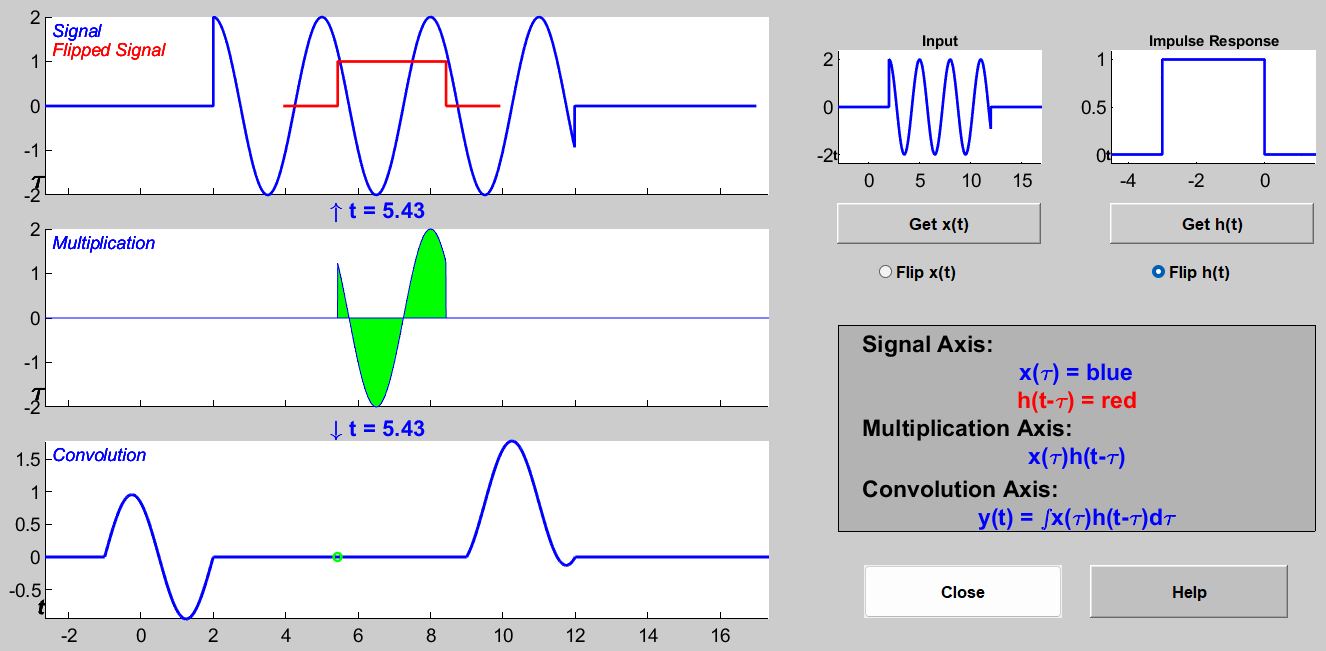 Signal
Flipped Signal
2
1
0
-1
-2
τ
↑ t = 5.43
Multiplication
2
1
0
-1
-2
τ
↓ t = 5.43
Convolution
1.5
1
0.5
0
-0.5
t
-2 0 2 4 6 8 10 12 14 16
Input
2
0
-2
t
0 5 10 15
Impulse Response
1
0.5
0
t
-4 -2 0
Get x(t)
Get h(t)
Flip x(t)
Flip h(t)
Signal Axis:
x(τ) = blue
h(t-τ) = red
Multiplication Axis:
x(τ)h(t-τ)
Convolution Axis:
y(t) = ∫x(τ)h(t-τ)dτ
Close
Help